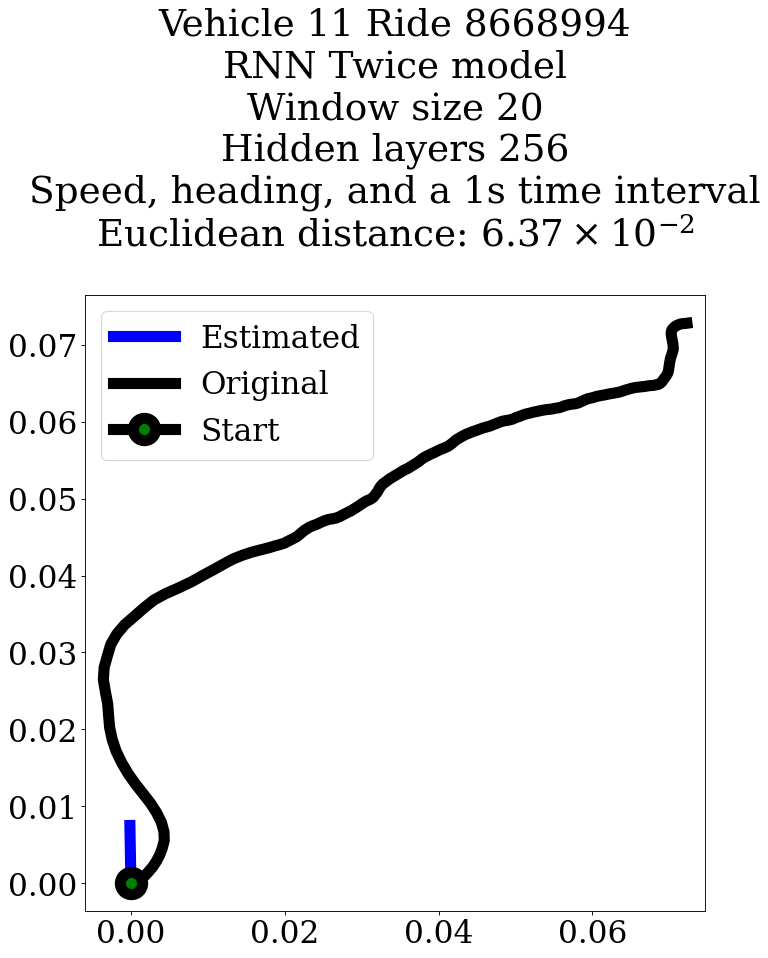 Vehicle 11 Ride 8668994
RNN Twice model
Window size 20
Hidden layers 256
Speed, heading, and a 1s time interval
Euclidean distance: 6.37 × 10⁻²
Estimated
Original
Start
0.07
0.06
0.05
0.04
0.03
0.02
0.01
0.00
0.00 0.02 0.04 0.06